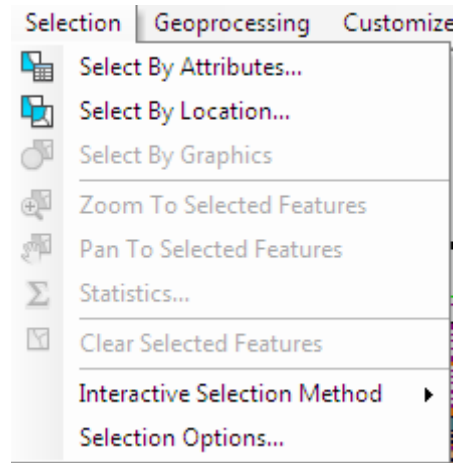 Selection Geoprocessing Customize
Select By Attributes...
Select By Location...
Select By Graphics
Zoom To Selected Features
Pan To Selected Features
Statistics...
Clear Selected Features
Interactive Selection Method
Selection Options...